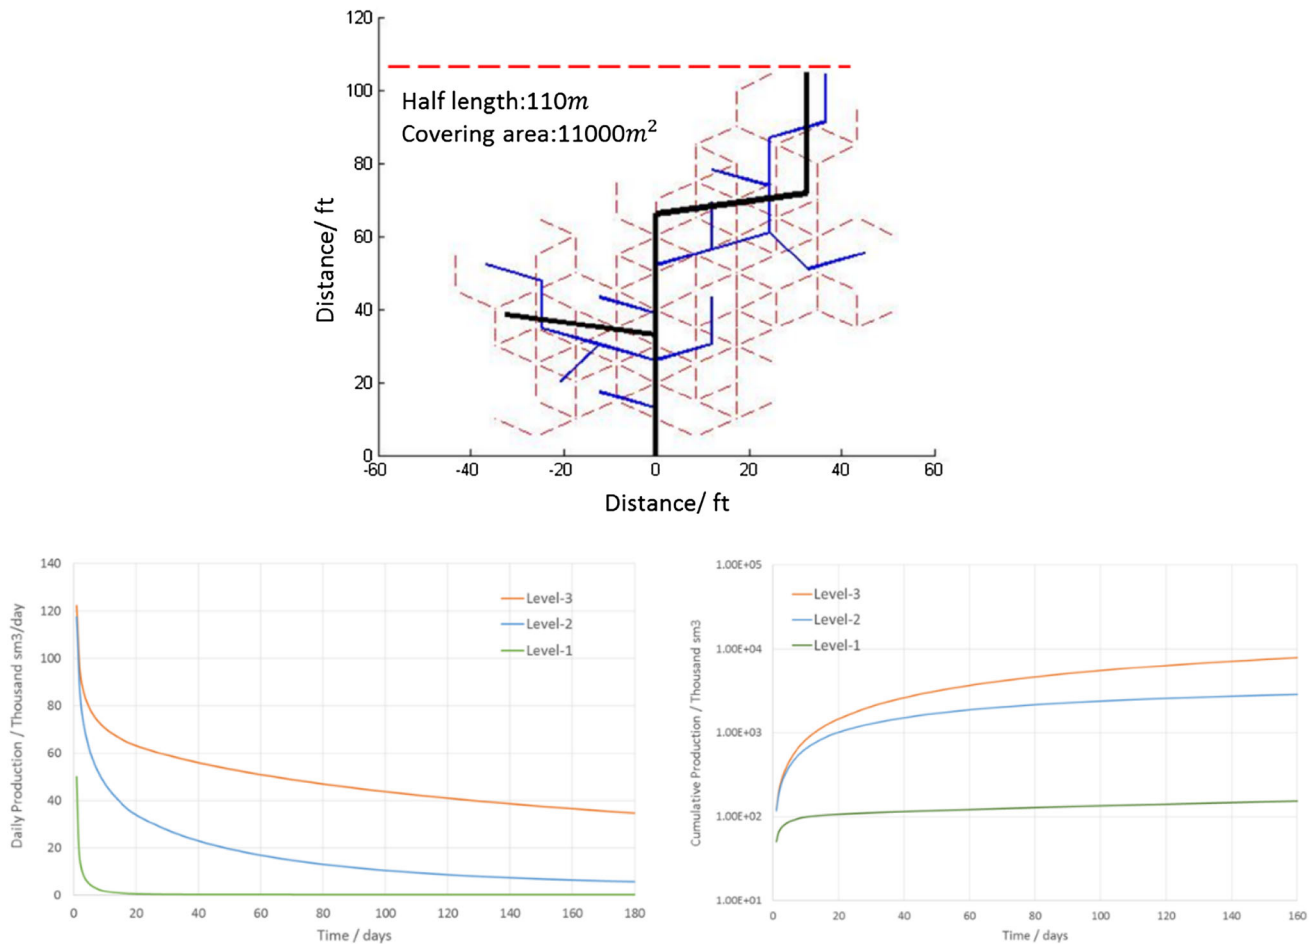 120
100
80
60
40
20
0
Half length:110m
Covering area:11000m²
Distance/ ft
-60
-40
-20
0
20
40
60
Distance/ ft
140
120
100
80
60
40
20
0
Daily Production / Thousand sm3/day
Level-3
Level-2
Level-1
0
20
40
60
80
100
120
140
160
180
Time / days
1.00E+05
1.00E+04
1.00E+03
1.00E+02
1.00E+01
Cumulative Production / Thousand sm3
Level-3
Level-2
Level-1
0
20
40
60
80
100
120
140
160
Time / days